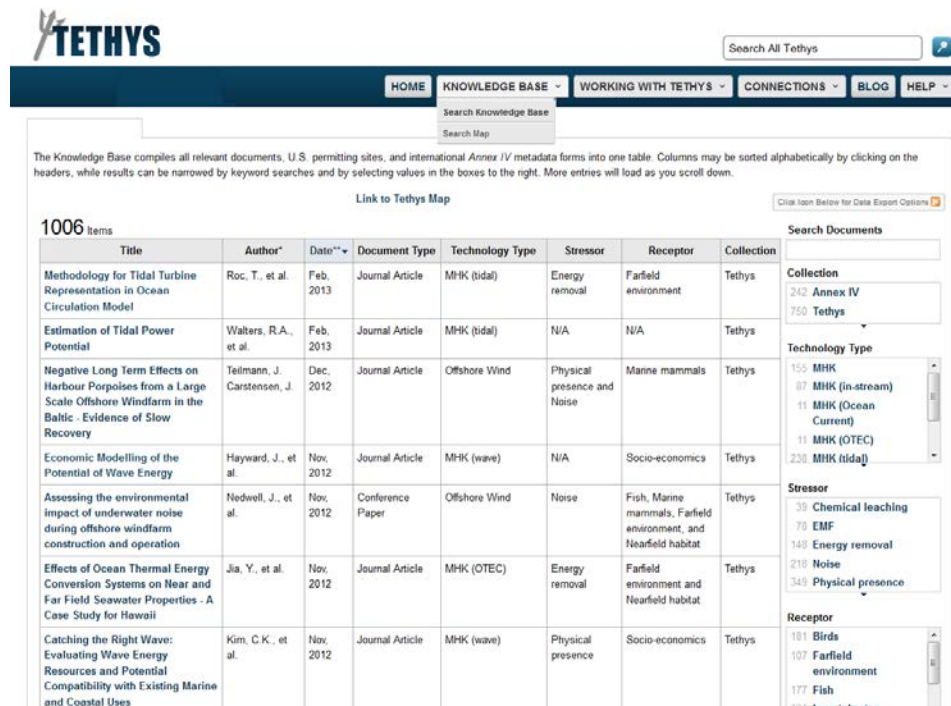 TETHYS
Search All Tethys
HOME KNOWLEDGE BASE WORKING WITH TETHYS CONNECTIONS BLOG HELP
Search Knowledge Base
Search Map
The Knowledge Base compiles all relevant documents, U.S. permitting sites, and international Annex IV metadata forms into one table. Columns may be sorted alphabetically by clicking on the
headers, while results can be narrowed by keyword searches and by selecting values in the boxes to the right. More entries will load as you scroll down.
Link to Tethys Map
Click Icon Below for Data Export Options
1006 Items
Title Author* Date** Document Type Technology Type Stressor Receptor Collection
Methodology for Tidal Turbine Roc, T., et al. Feb, Journal Article MHK (tidal) Energy Farfield Tethys
Representation in Ocean 2013 removal environment
Circulation Model
Estimation of Tidal Power Walters, R.A., Feb, Journal Article MHK (tidal) N/A N/A Tethys
Potential et al. 2013
Negative Long Term Effects on Teilmann, J. Dec, Journal Article Offshore Wind Physical Marine mammals Tethys
Harbour Porpoises from a Large Carstensen, J. 2012 presence and
Scale Offshore Windfarm in the Noise
Baltic - Evidence of Slow
Recovery
Economic Modelling of the Hayward, J., et Nov, Journal Article MHK (wave) N/A Socio-economics Tethys
Potential of Wave Energy al. 2012
Assessing the environmental Nedwell, J., et Nov, Conference Offshore Wind Noise Fish, Marine Tethys
impact of underwater noise al. 2012 Paper mammals, Farfield
during offshore windfarm environment, and
construction and operation Nearfield habitat
Effects of Ocean Thermal Energy Jia, Y., et al. Nov, Journal Article MHK (OTEC) Energy Farfield Tethys
Conversion Systems on Near and 2012 removal environment and
Far Field Seawater Properties - A Nearfield habitat
Case Study for Hawaii
Catching the Right Wave: Kim, C.K., et Nov, Journal Article MHK (wave) Physical Socio-economics Tethys
Evaluating Wave Energy al. 2012 presence
Resources and Potential
Compatibility with Existing Marine
and Coastal Uses
Search Documents
Collection
242 Annex IV
750 Tethys
Technology Type
155 MHK
87 MHK (in-stream)
11 MHK (Ocean
Current)
11 MHK (OTEC)
238 MHK (tidal)
Stressor
39 Chemical leaching
78 EMF
148 Energy removal
218 Noise
349 Physical presence
Receptor
181 Birds
107 Farfield
environment
177 Fish